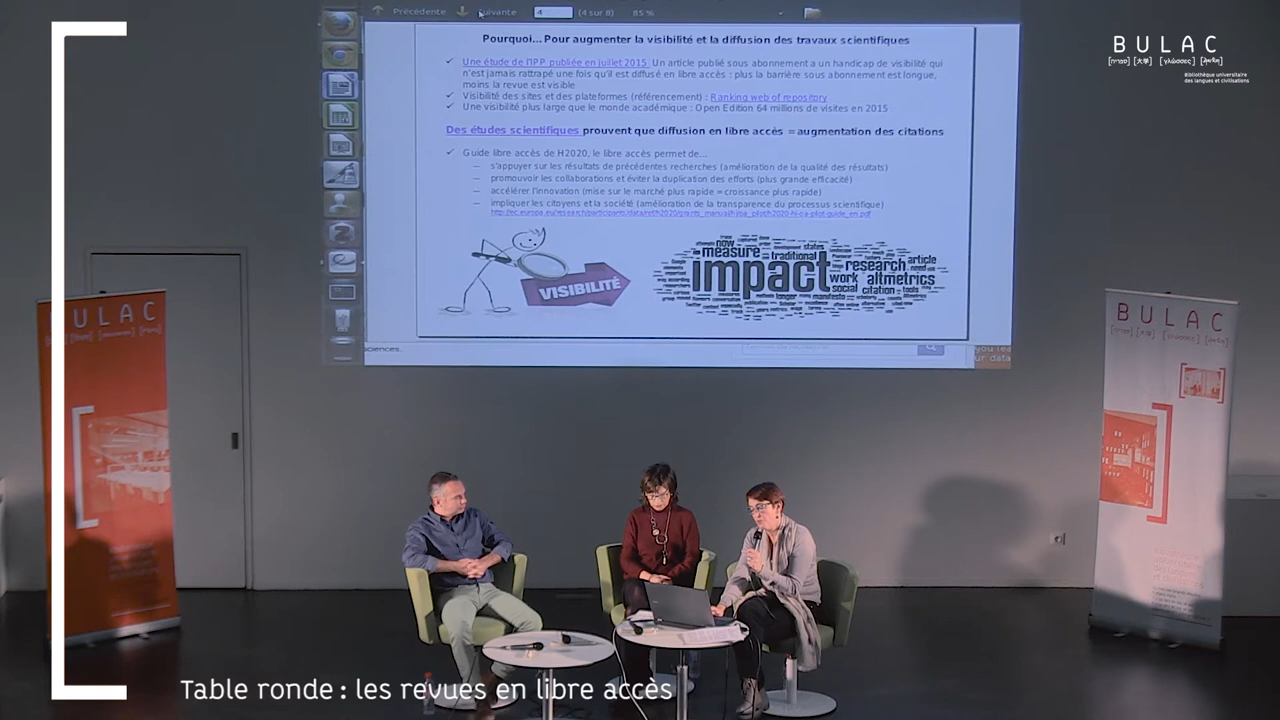 Précédente Suivante 4 (4 sur 8) 85 %
Pourquoi... Pour augmenter la visibilité et la diffusion des travaux scientifiques
✓ Une étude de l'IPP publiée en juillet 2015 Un article publié sous abonnement a un handicap de visibilité qui
n'est jamais rattrapé une fois qu'il est diffusé en libre accès : plus la barrière sous abonnement est longue,
moins la revue est visible
✓ Visibilité des sites et des plateformes (référencement) : Ranking web of repository
✓ Une visibilité plus large que le monde académique : Open Edition 64 millions de visites en 2015
Des études scientifiques prouvent que diffusion en libre accès = augmentation des citations
✓ Guide libre accès de H2020, le libre accès permet de...
— s'appuyer sur les résultats de précédentes recherches (amélioration de la qualité des résultats)
— promouvoir les collaborations et éviter la duplication des efforts (plus grande efficacité)
— accélérer l'innovation (mise sur le marché plus rapide = croissance plus rapide)
— impliquer les citoyens et la société (amélioration de la transparence du processus scientifique)
VISIBILITÉ
now
measure
traditional
states
impact
research
article
work
altmetrics
social
citation
tools
sciences.
BULAC
Bibliothèque universitaire
des langues et civilisations
ULAC
BULAC
Table ronde : les revues en libre accès